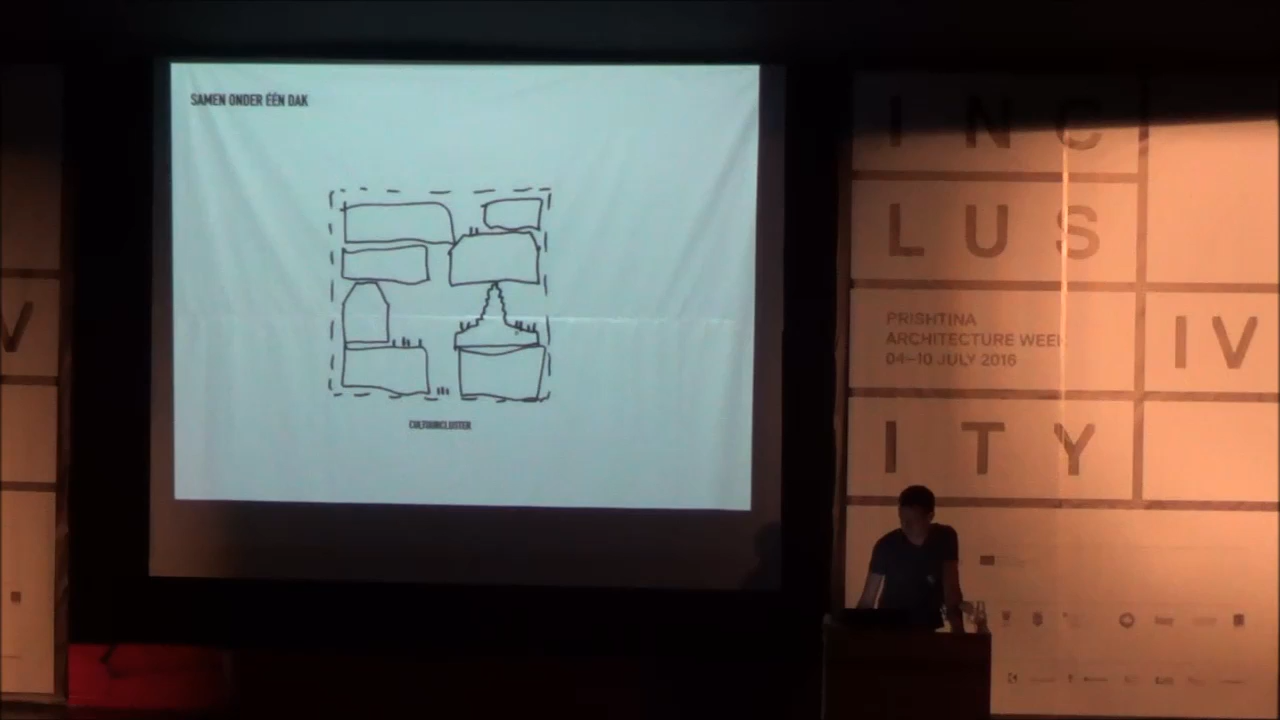 SAMEN ONDER ÉÉN DAK
CULTUURCLUSTER
INC
LUS
IV
ITY
PRISHTINA
ARCHITECTURE WEEK
04–10 JULY 2016
V